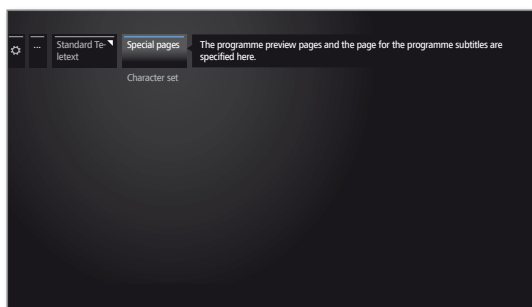 ...
Standard Te-
letext
Special pages
The programme preview pages and the page for the programme subtitles are
specified here.
Character set